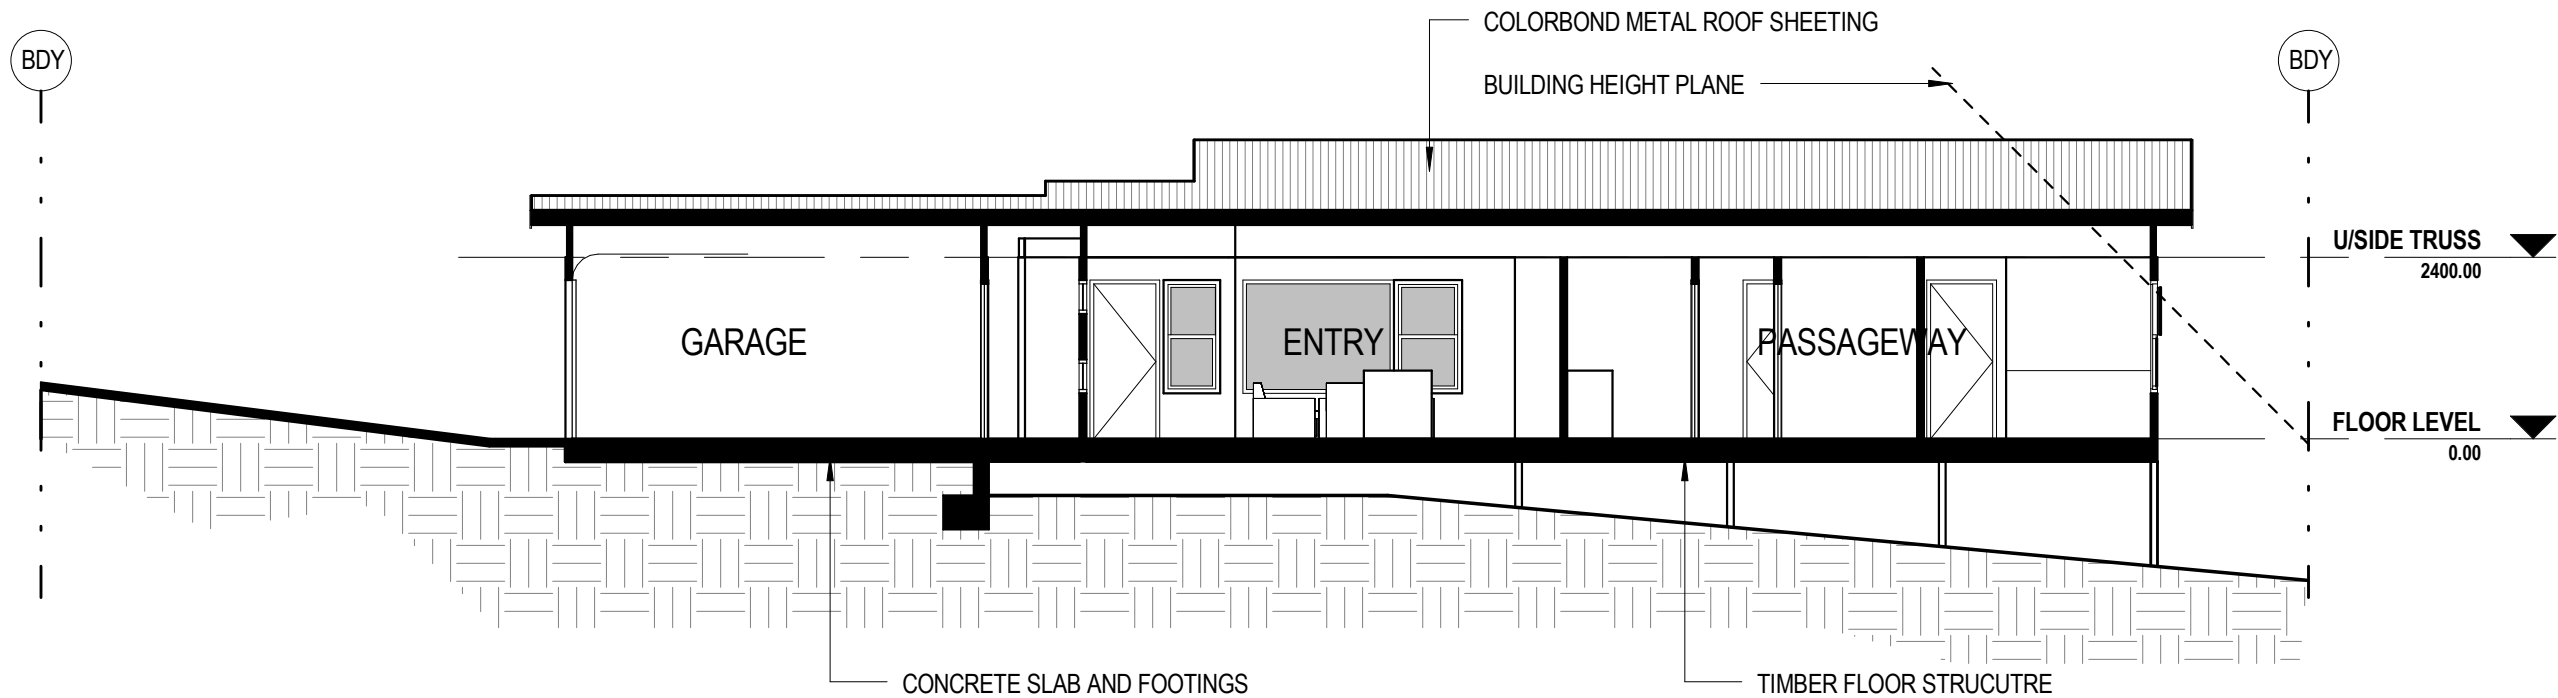 COLORBOND METAL ROOF SHEETING
BDY
BDY
BUILDING HEIGHT PLANE
U/SIDE TRUSS
2400.00
GARAGE
ENTRY
PASSAGEWAY
FLOOR LEVEL
0.00
CONCRETE SLAB AND FOOTINGS
TIMBER FLOOR STRUCUTRE